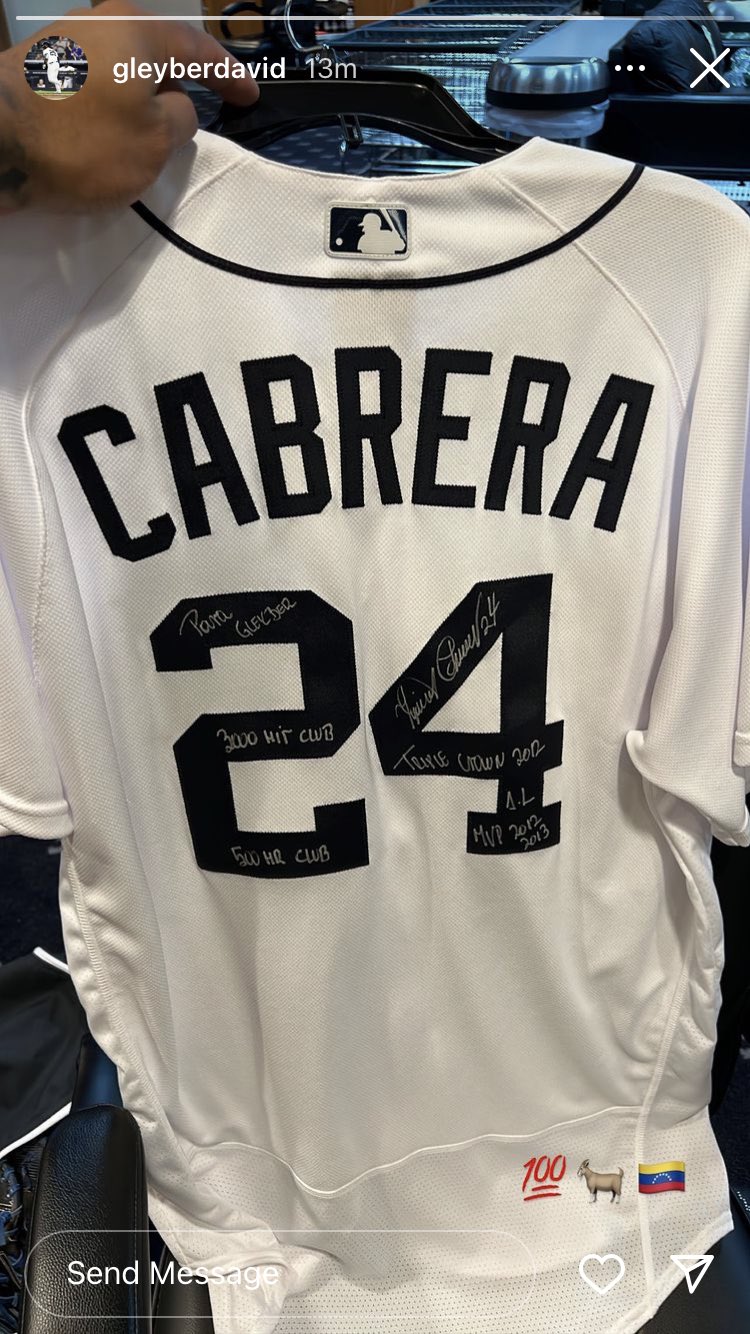 gleyberdavid 13m
CABRERA
24
Para
GLEYBER
3000 HIT CLUB
500 HR CLUB
24
TRIPLE CROWN 2012
A.L
MVP 2012
2013
💯🐐🇻🇪
Send Message